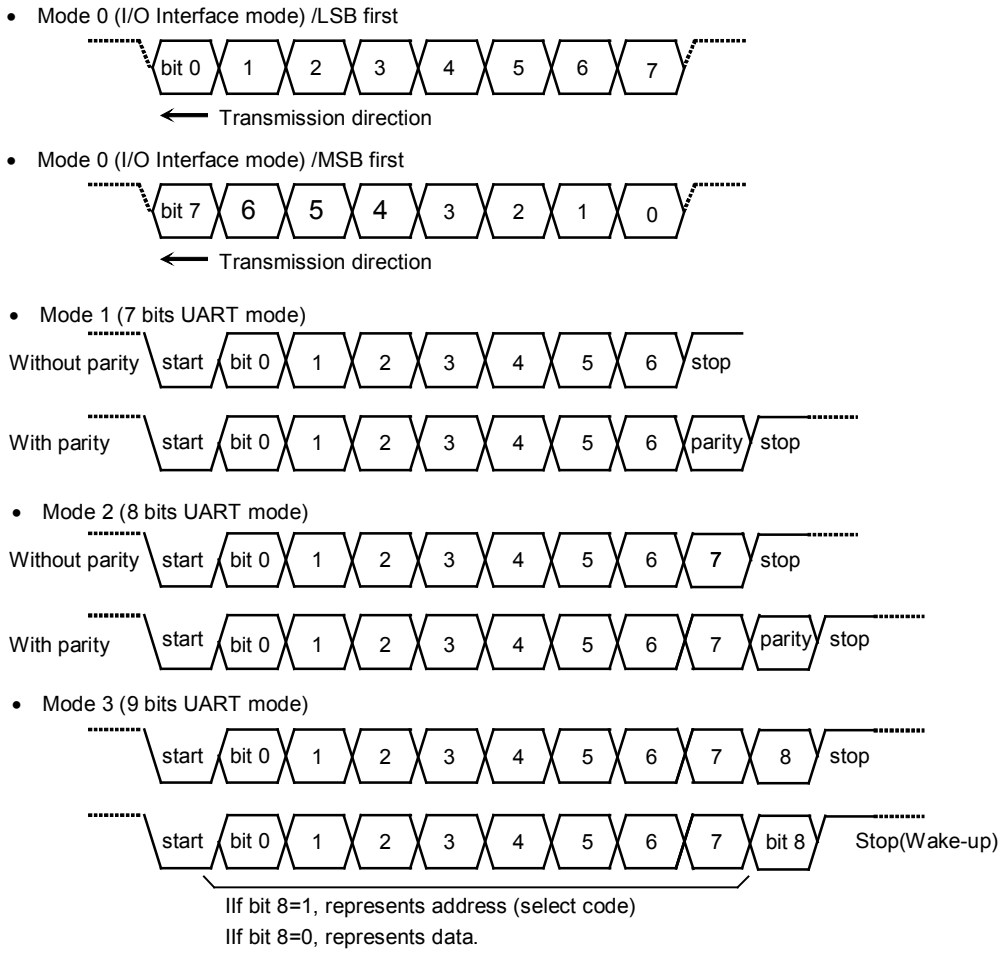 • Mode 0 (I/O Interface mode) /LSB first
bit 0 1 2 3 4 5 6 7
Transmission direction
• Mode 0 (I/O Interface mode) /MSB first
bit 7 6 5 4 3 2 1 0
Transmission direction
• Mode 1 (7 bits UART mode)
Without parity start bit 0 1 2 3 4 5 6 stop
With parity start bit 0 1 2 3 4 5 6 parity stop
• Mode 2 (8 bits UART mode)
Without parity start bit 0 1 2 3 4 5 6 7 stop
With parity start bit 0 1 2 3 4 5 6 7 parity stop
• Mode 3 (9 bits UART mode)
start bit 0 1 2 3 4 5 6 7 8 stop
start bit 0 1 2 3 4 5 6 7 bit 8 Stop(Wake-up)
IIf bit 8=1, represents address (select code)
IIf bit 8=0, represents data.